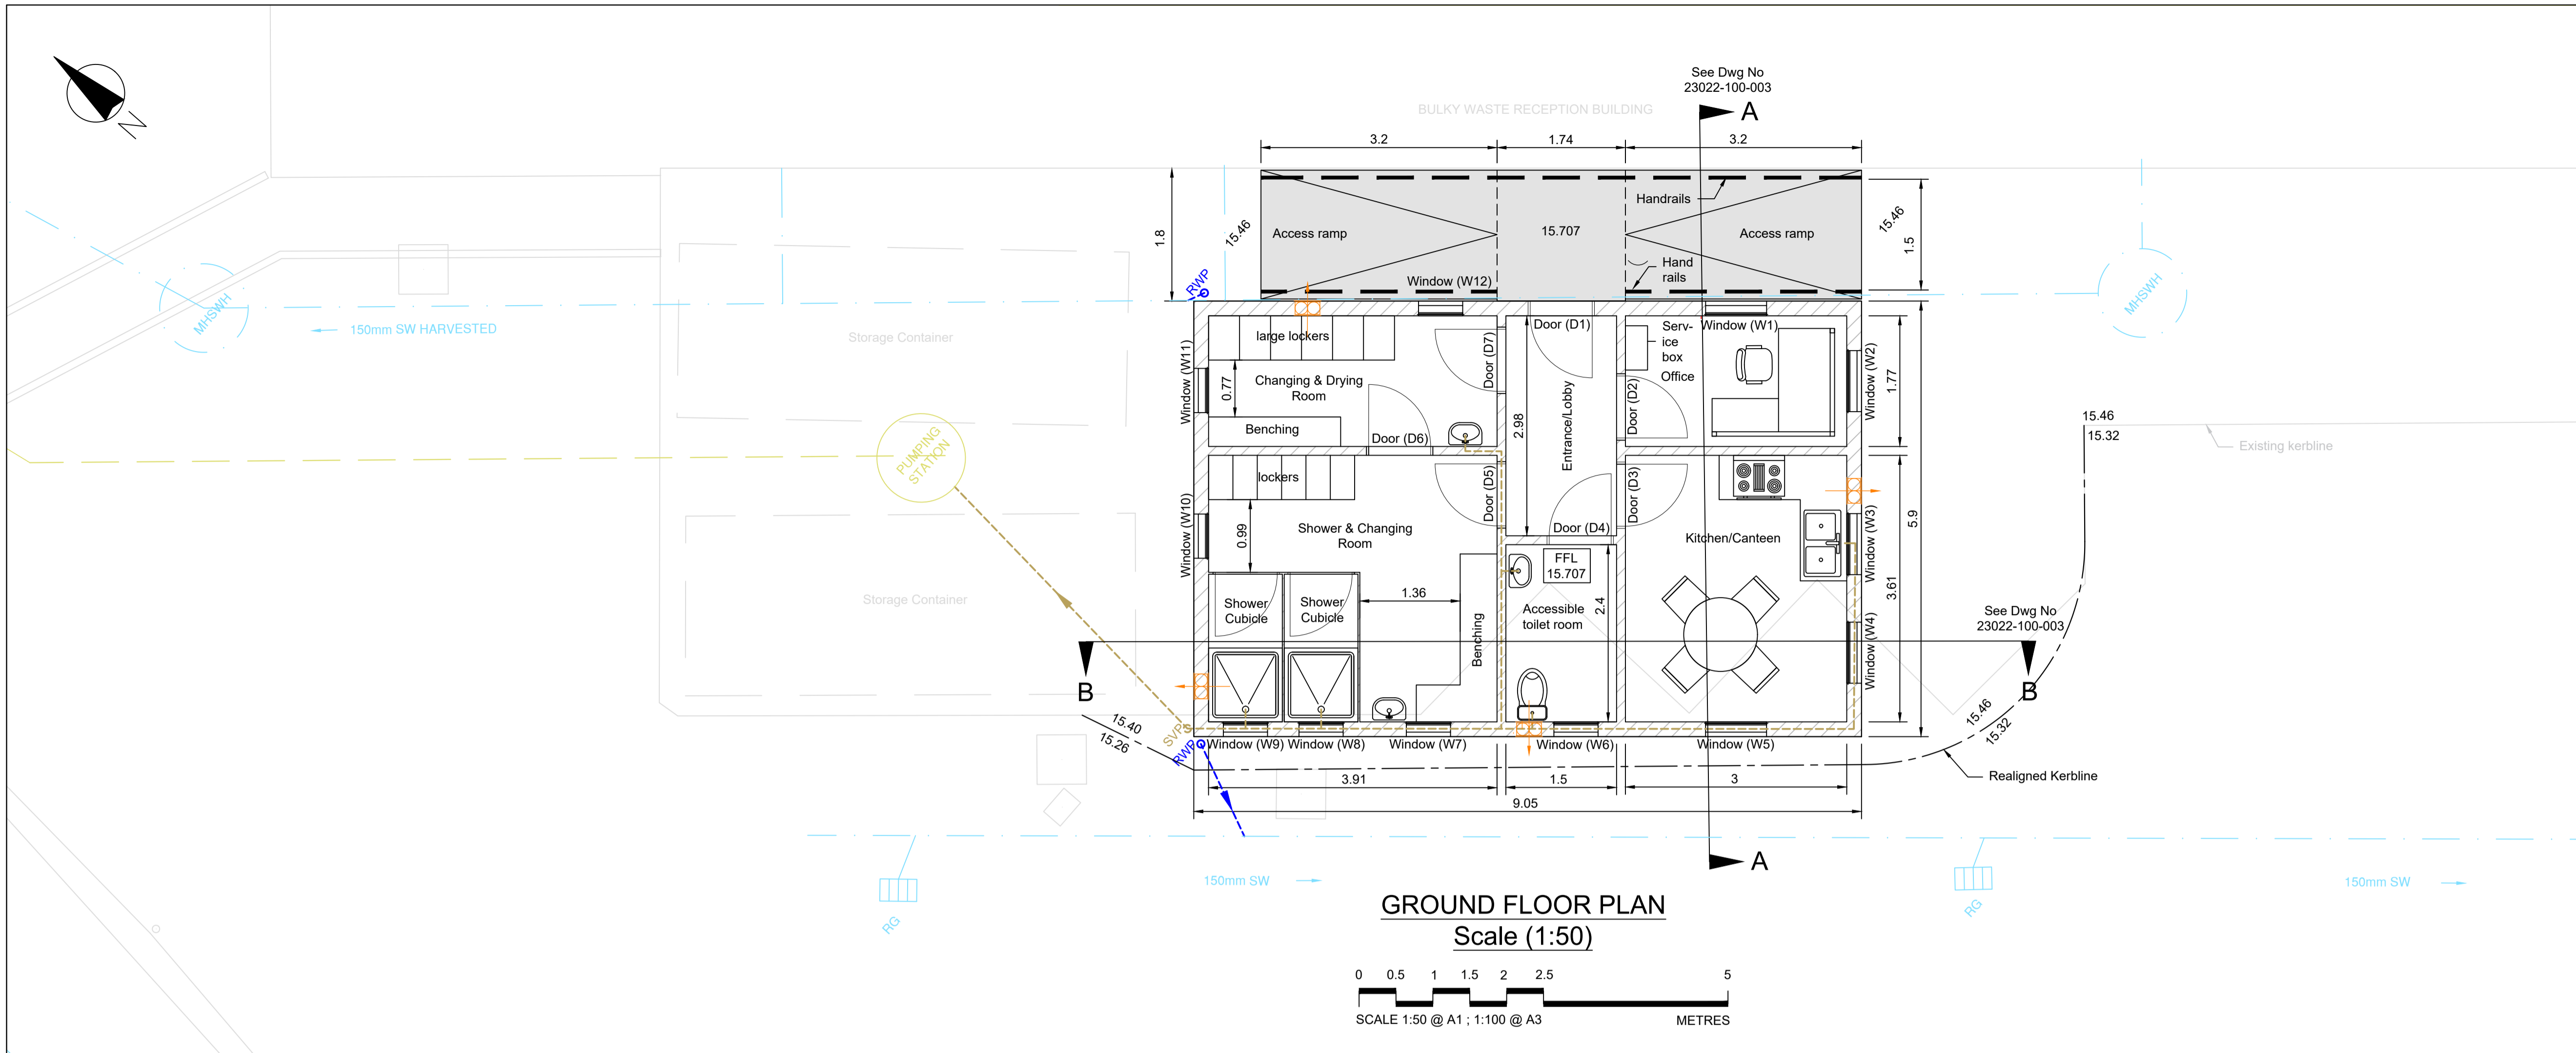 See Dwg No
23022-100-003
A
BULKY WASTE RECEPTION BUILDING
N
3.2
1.74
3.2
Handrails
1.8
15.46
Access ramp
15.707
Access ramp
15.46
1.5
Hand
rails
RWP
Window (W12)
MHSWH
150mm SW HARVESTED
MHSWH
Storage Container
large lockers
Door (D1)
Serv-
ice
box
Window (W1)
Office
Window (W11)
0.77
Changing & Drying
Room
Door (D7)
2.98
Entrance/Lobby
Door (D2)
Window (W2)
1.77
Benching
Door (D6)
15.46
15.32
Existing kerbline
PUMPING
STATION
lockers
Door (D5)
Door (D3)
Window (W10)
0.99
Shower & Changing
Room
Door (D4)
Kitchen/Canteen
Window (W3)
5.9
FFL
15.707
3.61
Storage Container
Shower
Cubicle
Shower
Cubicle
1.36
Benching
Accessible
toilet room
2.4
Window (W4)
See Dwg No
23022-100-003
B
B
15.40
15.26
SVP
RWP
Window (W9)
Window (W8)
Window (W7)
Window (W6)
Window (W5)
15.46
15.32
Realigned Kerbline
3.91
1.5
3
9.05
A
RG
150mm SW
RG
150mm SW
GROUND FLOOR PLAN
Scale (1:50)
0 0.5 1 1.5 2 2.5 5
SCALE 1:50 @ A1 ; 1:100 @ A3 METRES